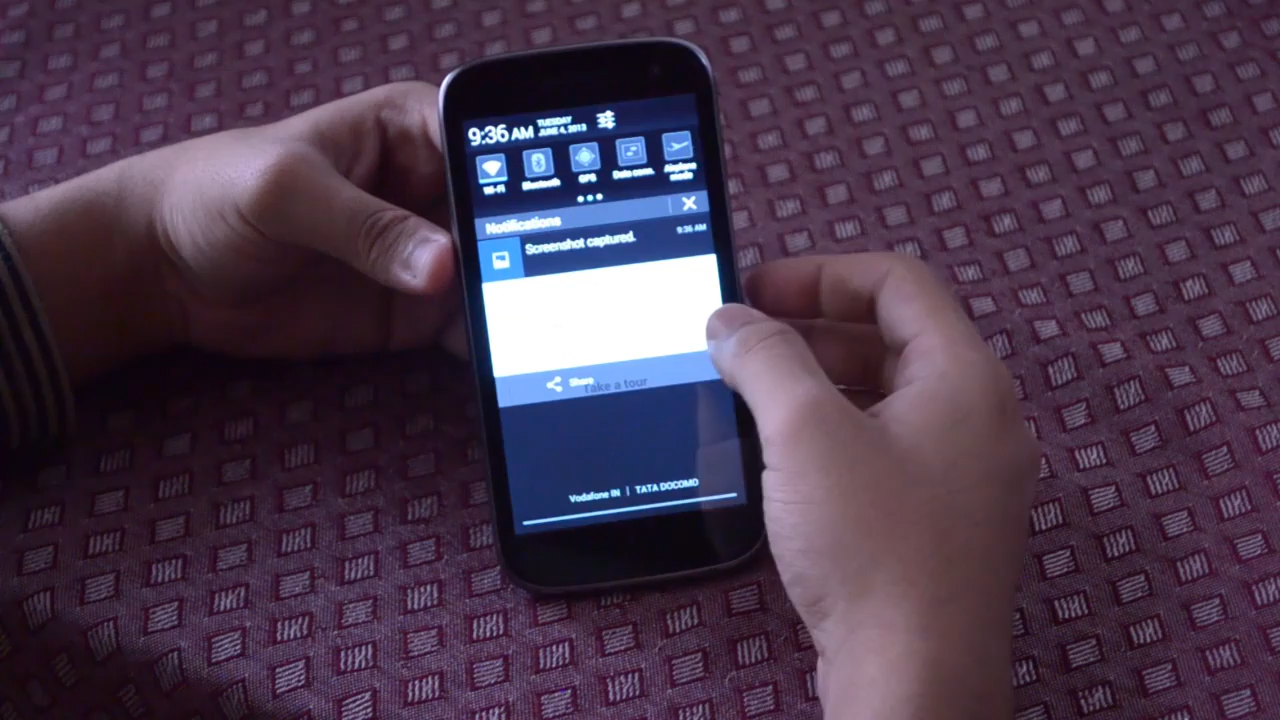 9:36 AM TUESDAY
JUNE 4, 2013
Wi-Fi Bluetooth GPS Data conn. Airplane mode
Notifications
Screenshot captured. 9:36 AM
Share
Take a tour
Vodafone IN | TATA DOCOMO